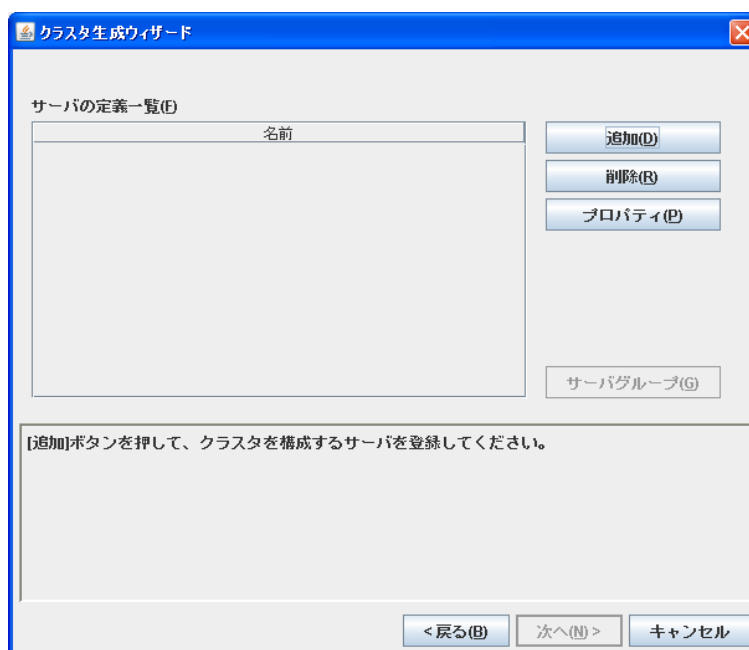 クラスタ生成ウィザード
サーバの定義一覧(F)
名前
追加(D)
削除(R)
プロパティ(P)
サーバグループ(G)
[追加]ボタンを押して、クラスタを構成するサーバを登録してください。
< 戻る(B)
次へ(N) >
キャンセル